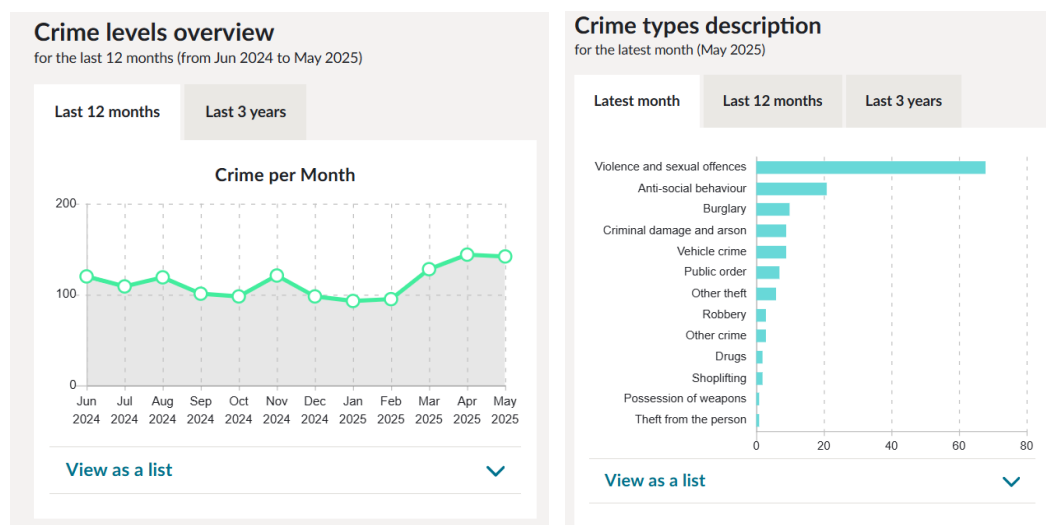 Crime levels overview
for the last 12 months (from Jun 2024 to May 2025)
Last 12 months
Last 3 years
Crime per Month
200
100
0
Jun 2024
Jul 2024
Aug 2024
Sep 2024
Oct 2024
Nov 2024
Dec 2024
Jan 2025
Feb 2025
Mar 2025
Apr 2025
May 2025
View as a list
Crime types description
for the latest month (May 2025)
Latest month
Last 12 months
Last 3 years
Violence and sexual offences
Anti-social behaviour
Burglary
Criminal damage and arson
Vehicle crime
Public order
Other theft
Robbery
Other crime
Drugs
Shoplifting
Possession of weapons
Theft from the person
0 20 40 60 80
View as a list